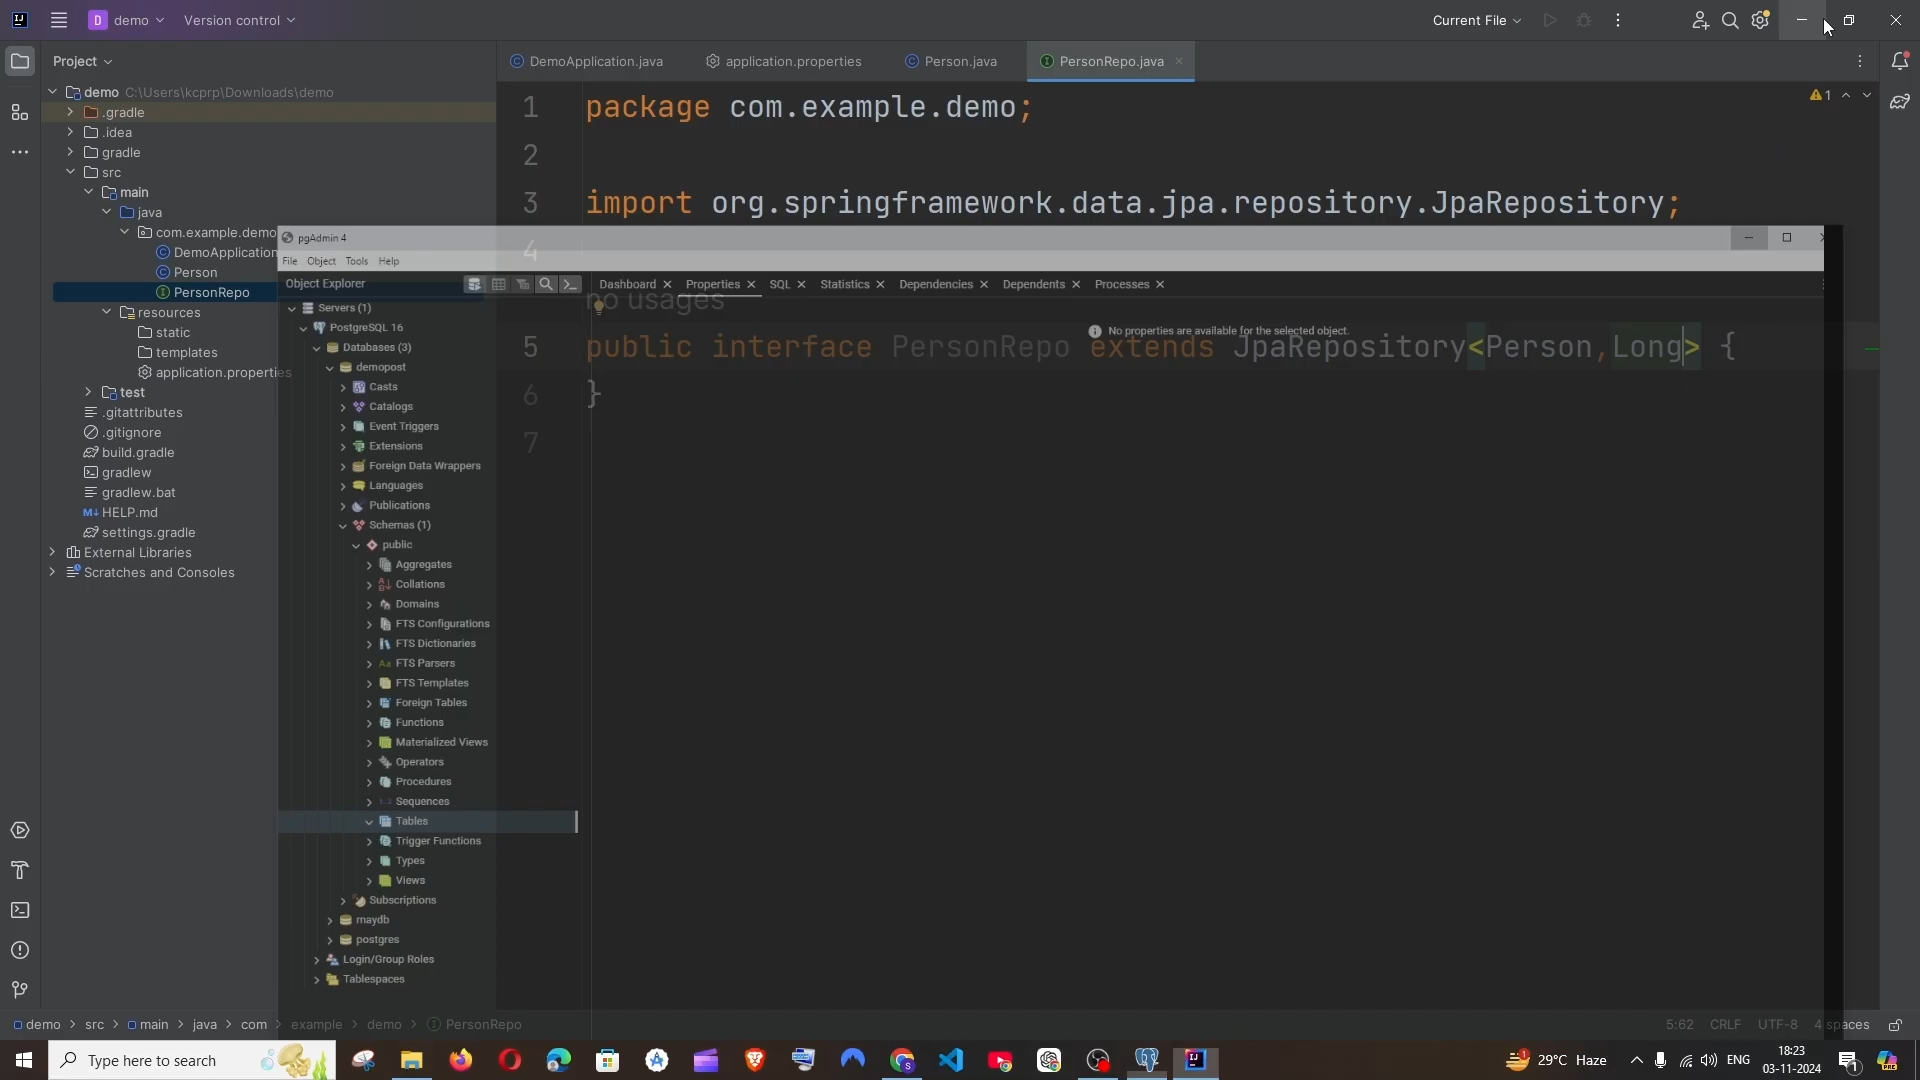 demo
Version control
Current File
Project
DemoApplication.java
application.properties
Person.java
PersonRepo.java
demo C:\Users\kcprp\Downloads\demo
.gradle
.idea
gradle
src
main
java
com.example.demo
DemoApplication
Person
PersonRepo
resources
static
templates
application.properties
test
.gitattributes
.gitignore
build.gradle
gradlew
gradlew.bat
HELP.md
settings.gradle
External Libraries
Scratches and Consoles
1 package com.example.demo;
2
3 import org.springframework.data.jpa.repository.JpaRepository;
4
no usages
5 public interface PersonRepo extends JpaRepository<Person,Long> {
6 }
7
1
pgAdmin 4
File Object Tools Help
Object Explorer
Dashboard Properties SQL Statistics Dependencies Dependents Processes
No properties are available for the selected object.
Servers (1)
PostgreSQL 16
Databases (3)
demopost
Casts
Catalogs
Event Triggers
Extensions
Foreign Data Wrappers
Languages
Publications
Schemas (1)
public
Aggregates
Collations
Domains
FTS Configurations
FTS Dictionaries
FTS Parsers
FTS Templates
Foreign Tables
Functions
Materialized Views
Operators
Procedures
Sequences
Tables
Trigger Functions
Types
Views
Subscriptions
maydb
postgres
Login/Group Roles
Tablespaces
demo > src > main > java > com > example > demo > PersonRepo
5:62 CRLF UTF-8 4 spaces
Type here to search
29°C Haze
ENG
18:23
03-11-2024